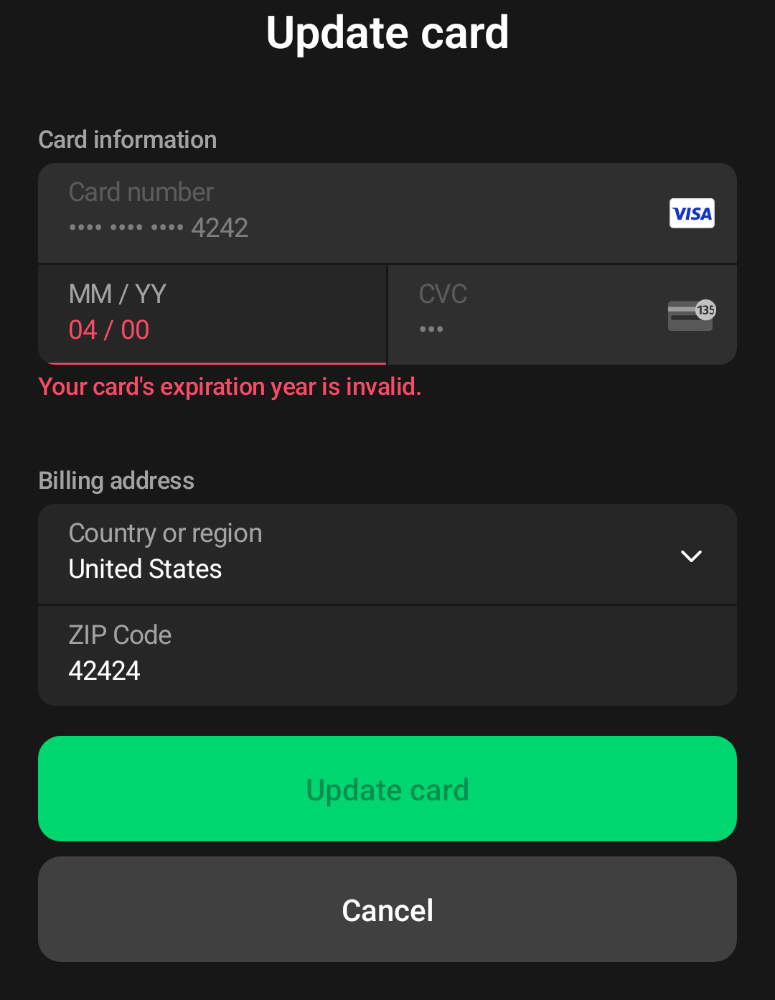 Update card
Card information
Card number
•••• •••• •••• 4242
VISA
MM / YY
04 / 00
CVC
•••
135
Your card's expiration year is invalid.
Billing address
Country or region
United States
ZIP Code
42424
Update card
Cancel